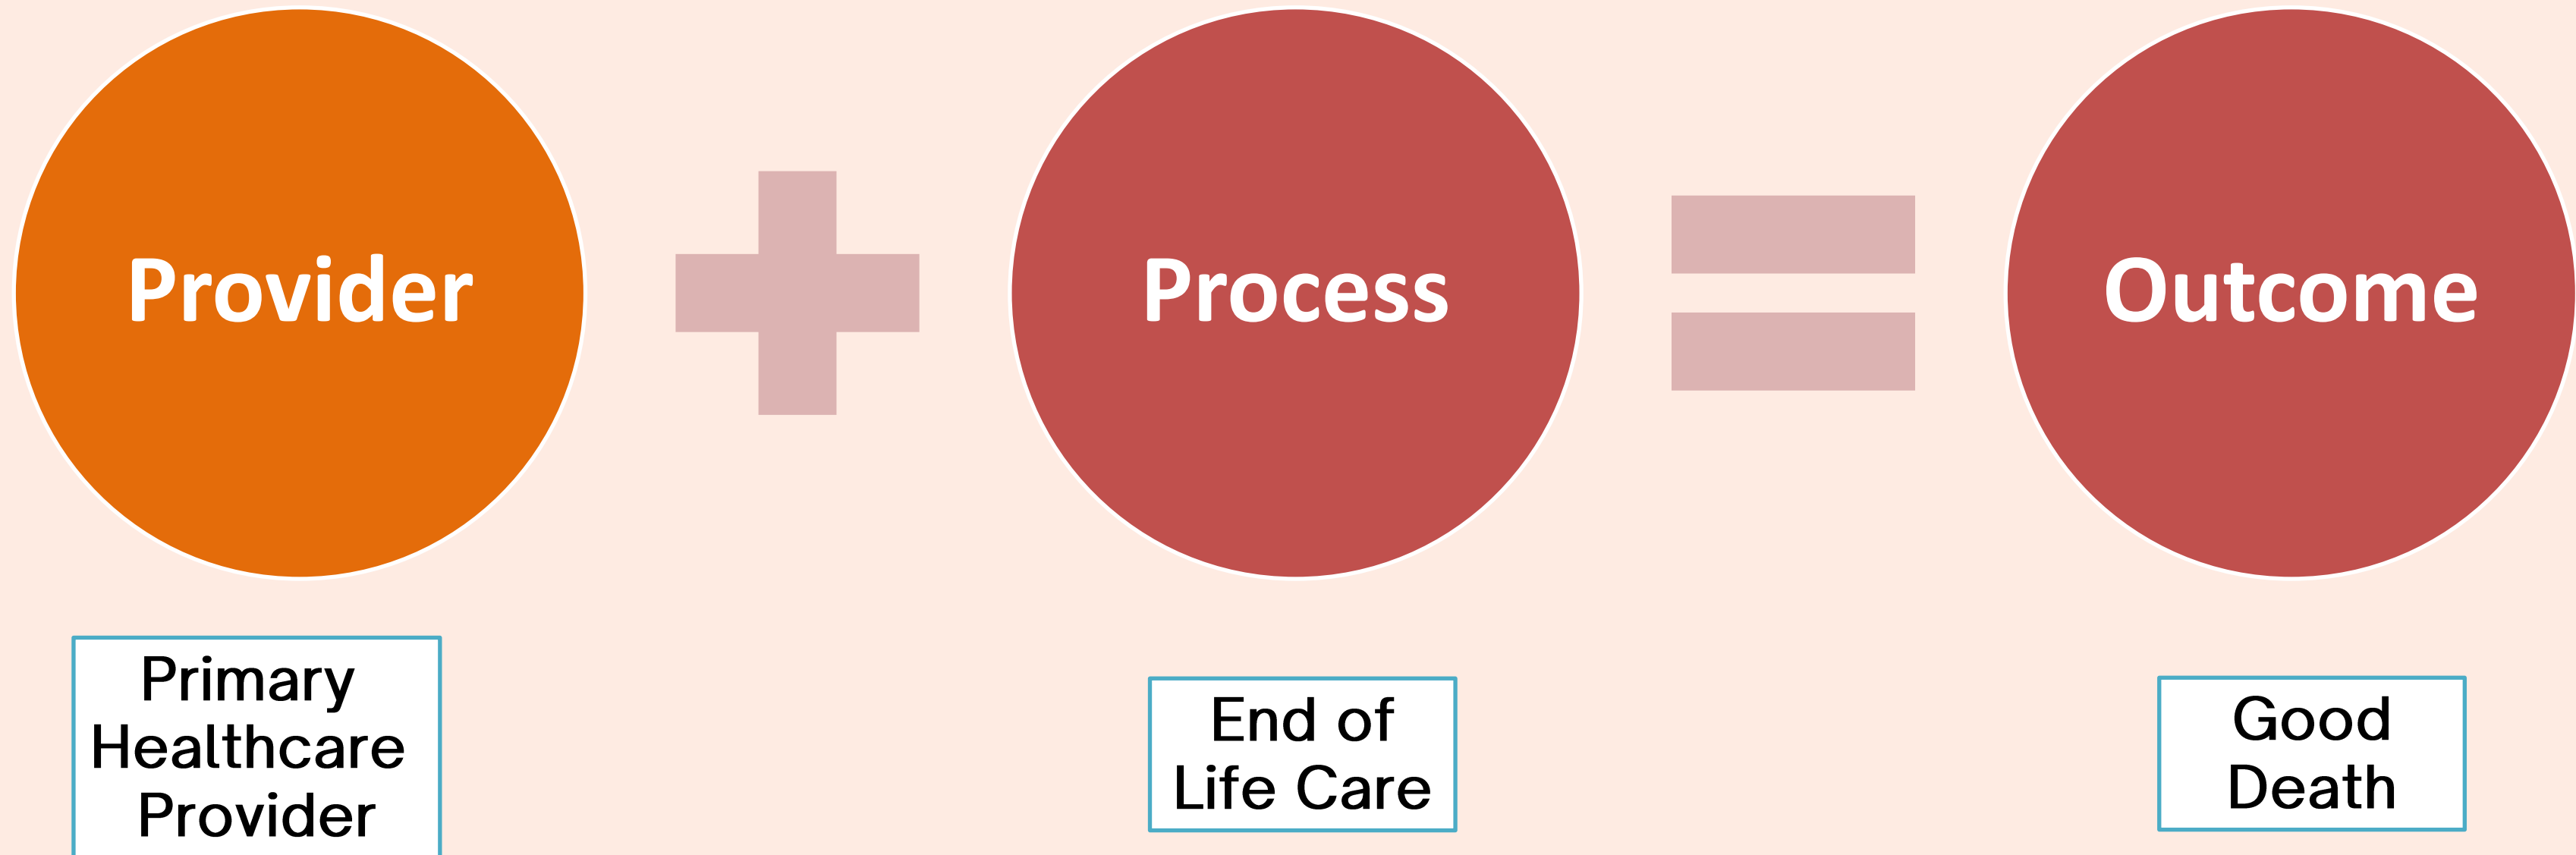 Provider
Process
Outcome
Primary
Healthcare
Provider
End of
Life Care
Good
Death